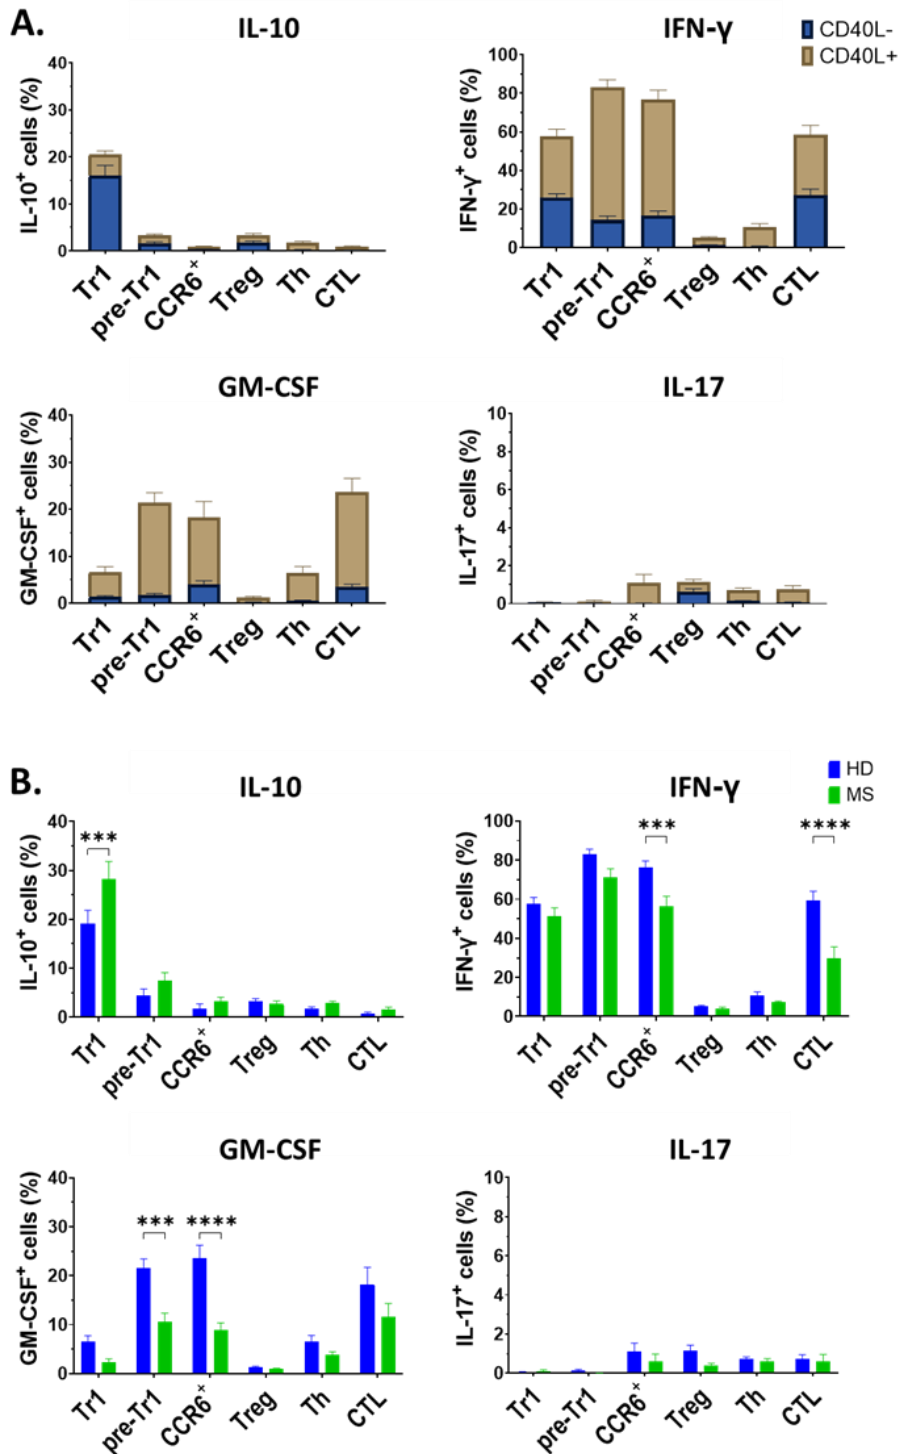 A.
IL-10
IL-10+ cells (%)
40
30
20
10
0
Tr1
pre-Tr1
CCR6+
Treg
Th
CTL
IFN-γ
CD40L-
CD40L+
IFN-γ+ cells (%)
100
80
60
40
20
0
Tr1
pre-Tr1
CCR6+
Treg
Th
CTL
GM-CSF
GM-CSF+ cells (%)
40
30
20
10
0
Tr1
pre-Tr1
CCR6+
Treg
Th
CTL
IL-17
IL-17+ cells (%)
10
8
6
4
2
0
Tr1
pre-Tr1
CCR6+
Treg
Th
CTL
B.
IL-10
IL-10+ cells (%)
40
30
20
10
0
***
Tr1
pre-Tr1
CCR6+
Treg
Th
CTL
IFN-γ
HD
MS
IFN-γ+ cells (%)
100
80
60
40
20
0
***
****
Tr1
pre-Tr1
CCR6+
Treg
Th
CTL
GM-CSF
GM-CSF+ cells (%)
40
30
20
10
0
***
****
Tr1
pre-Tr1
CCR6+
Treg
Th
CTL
IL-17
IL-17+ cells (%)
10
8
6
4
2
0
Tr1
pre-Tr1
CCR6+
Treg
Th
CTL